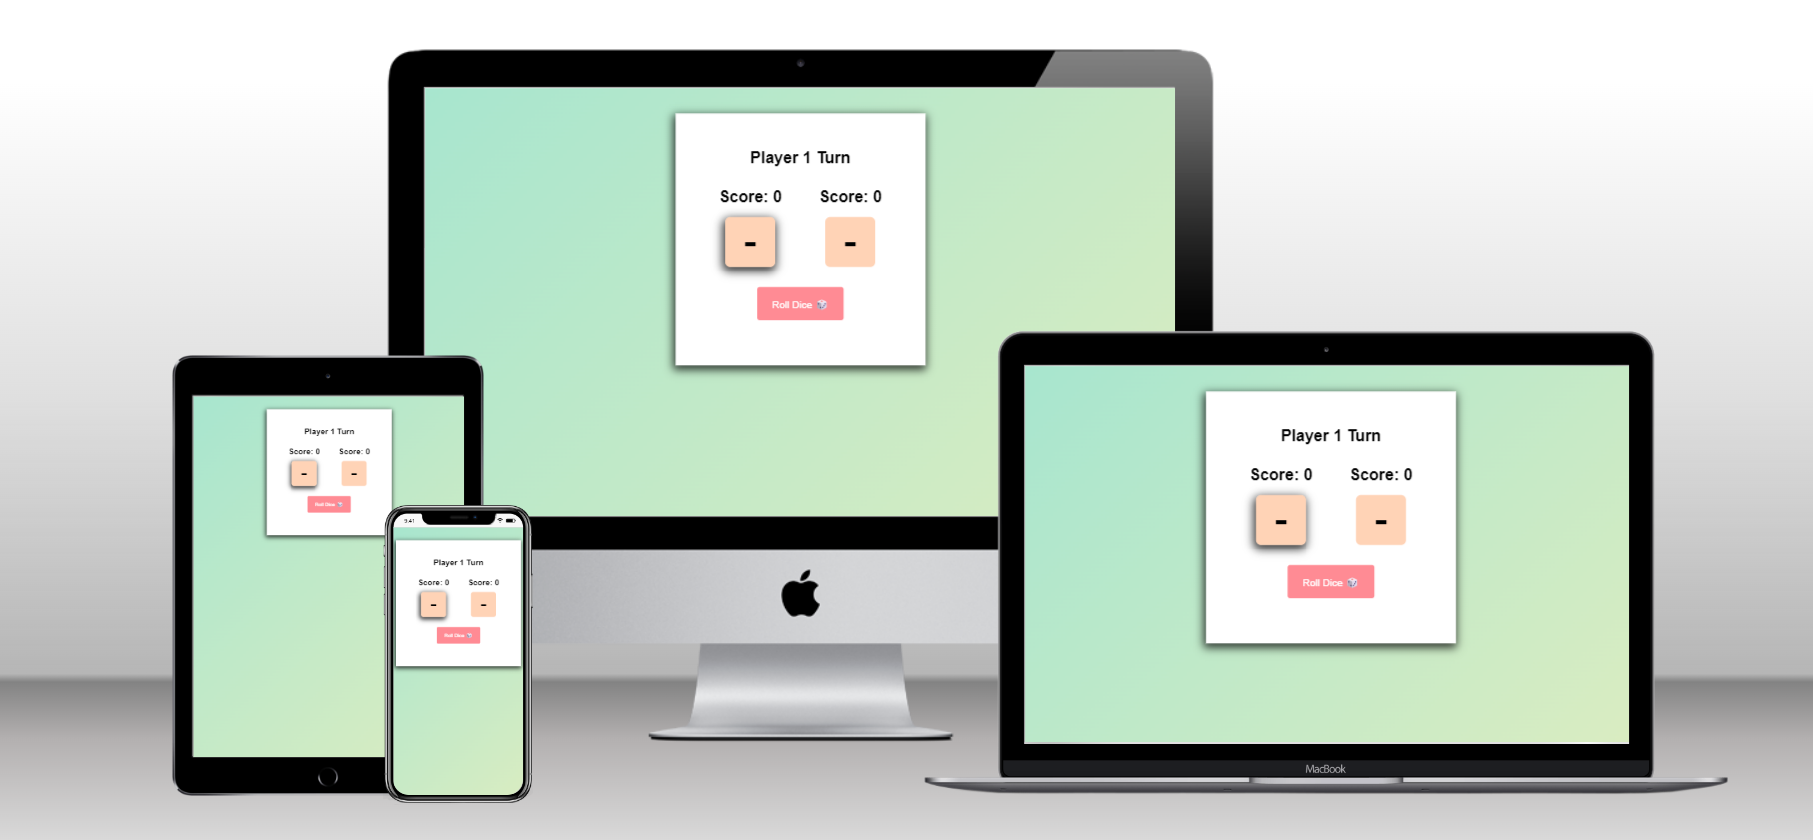 Player 1 Turn
Score: 0 Score: 0
- -
Roll Dice 🎲
Player 1 Turn
Score: 0 Score: 0
- -
Roll Dice 🎲
9:41
Player 1 Turn
Score: 0 Score: 0
- -
Roll Dice 🎲
Player 1 Turn
Score: 0 Score: 0
- -
Roll Dice 🎲
MacBook